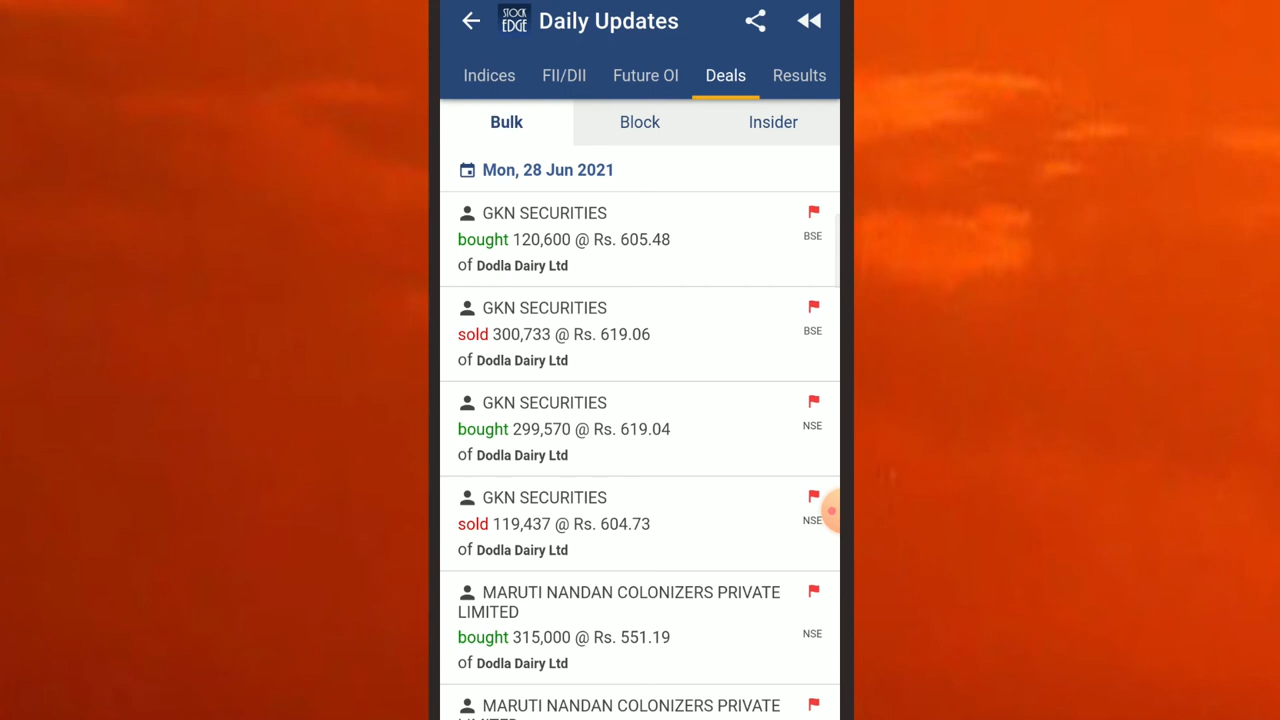 STOCK
EDGE
Daily Updates
Indices FII/DII Future OI Deals Results
Bulk Block Insider
Mon, 28 Jun 2021
GKN SECURITIES
bought 120,600 @ Rs. 605.48
BSE
of Dodla Dairy Ltd
GKN SECURITIES
sold 300,733 @ Rs. 619.06
BSE
of Dodla Dairy Ltd
GKN SECURITIES
bought 299,570 @ Rs. 619.04
NSE
of Dodla Dairy Ltd
GKN SECURITIES
sold 119,437 @ Rs. 604.73
NSE
of Dodla Dairy Ltd
MARUTI NANDAN COLONIZERS PRIVATE
LIMITED
bought 315,000 @ Rs. 551.19
NSE
of Dodla Dairy Ltd
MARUTI NANDAN COLONIZERS PRIVATE